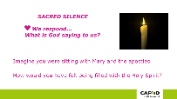 SACRED SILENCE
We respond...
What is God saying to us?
Imagine you were sitting with Mary and the apostles.
How would you have felt being filled with the Holy Spirit?
CAFOD